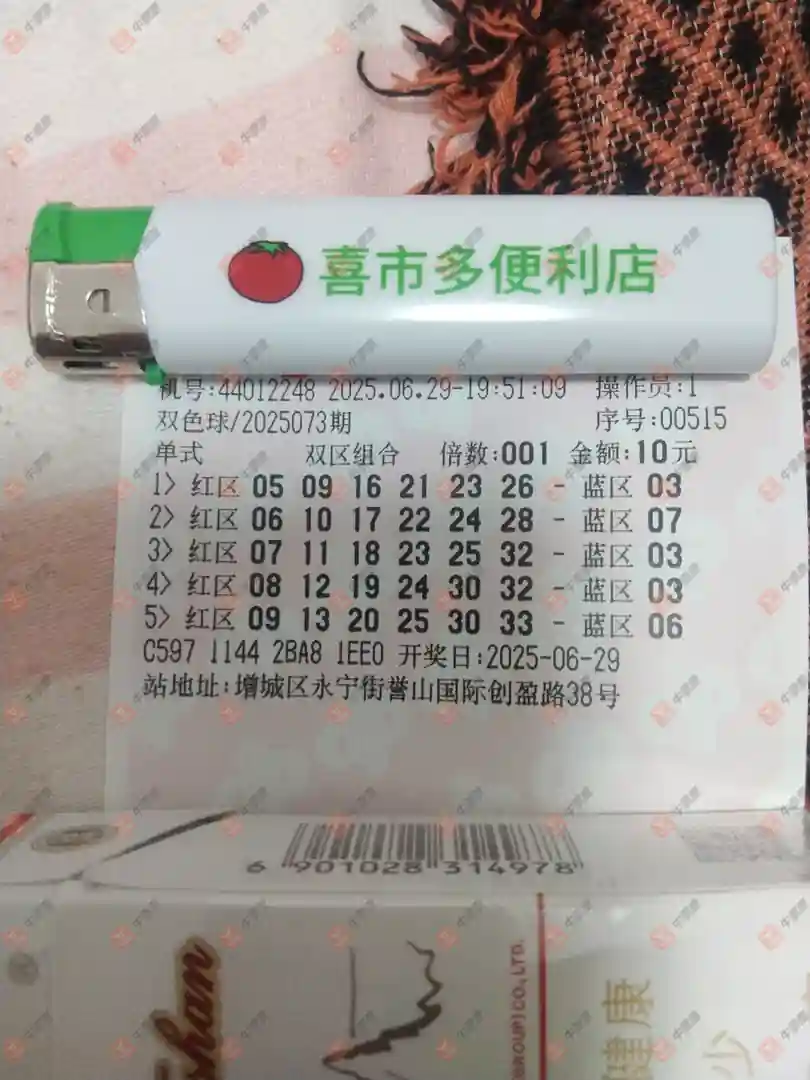 喜市多便利店
机号:44012248 2025.06.29-19:51:09 操作员:1
双色球/2025073期 序号:00515
单式 双区组合 倍数:001 金额:10元
1> 红区 05 09 16 21 23 26 - 蓝区 03
2> 红区 06 10 17 22 24 28 - 蓝区 07
3> 红区 07 11 18 23 25 32 - 蓝区 03
4> 红区 08 12 19 24 30 32 - 蓝区 03
5> 红区 09 13 20 25 30 33 - 蓝区 06
C597 1144 2BA8 1EE0 开奖日:2025-06-29
站地址:增城区永宁街誉山国际创盈路38号
6 901028 314978
shan
GROUP) CO., LTD.
健康
少